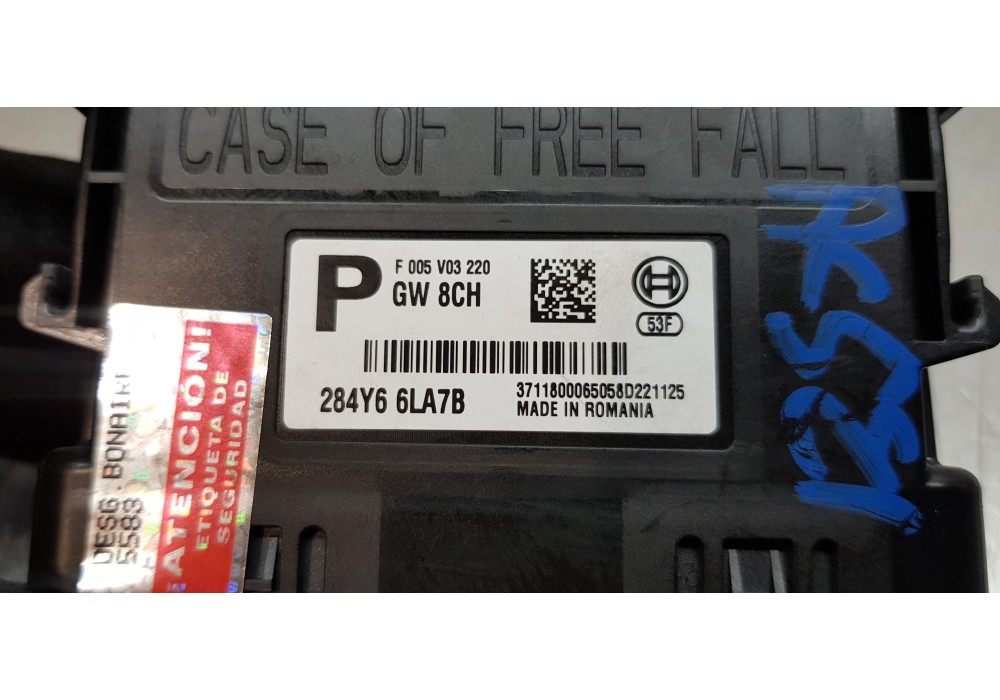 CASE OF FREE FALL
P
F 005 V03 220
GW 8CH
53F
284Y6 6LA7B
3711800065058D221125
MADE IN ROMANIA
DESG.BONAIRE
5583
¡ATENCIÓN!
ETIQUETA DE
SEGURIDAD